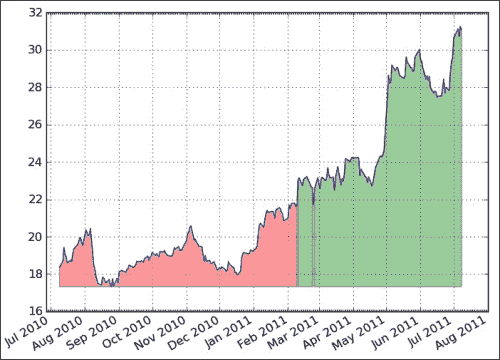 32
30
28
26
24
22
20
18
16
Jul 2010
Aug 2010
Sep 2010
Oct 2010
Nov 2010
Dec 2010
Jan 2011
Feb 2011
Mar 2011
Apr 2011
May 2011
Jun 2011
Jul 2011
Aug 2011